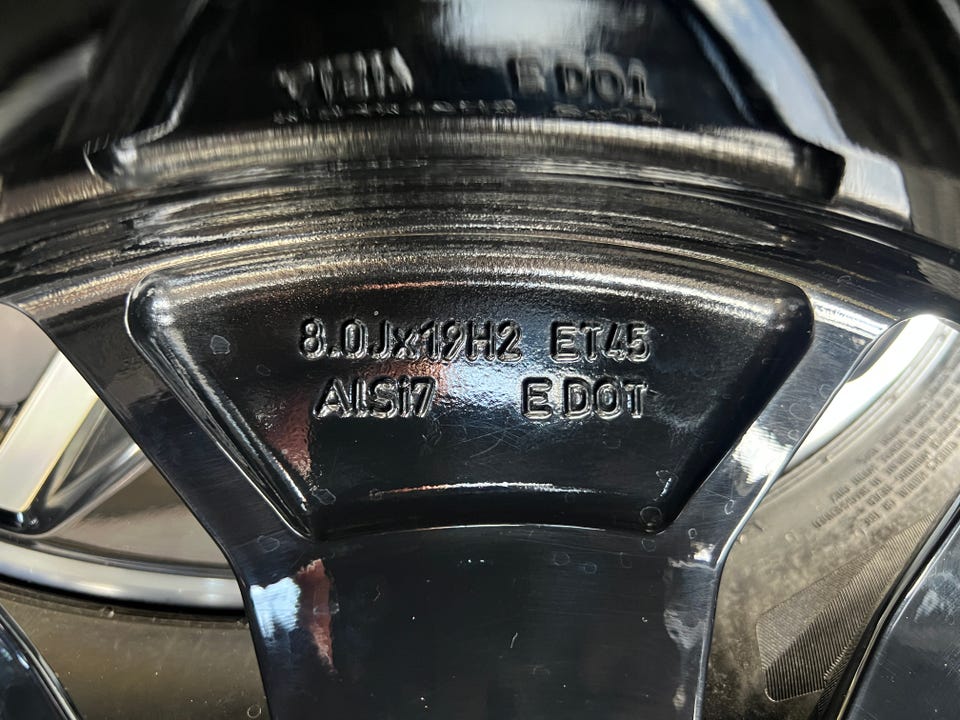 8.0Jx19H2 ET45
AlSi7 E DOT